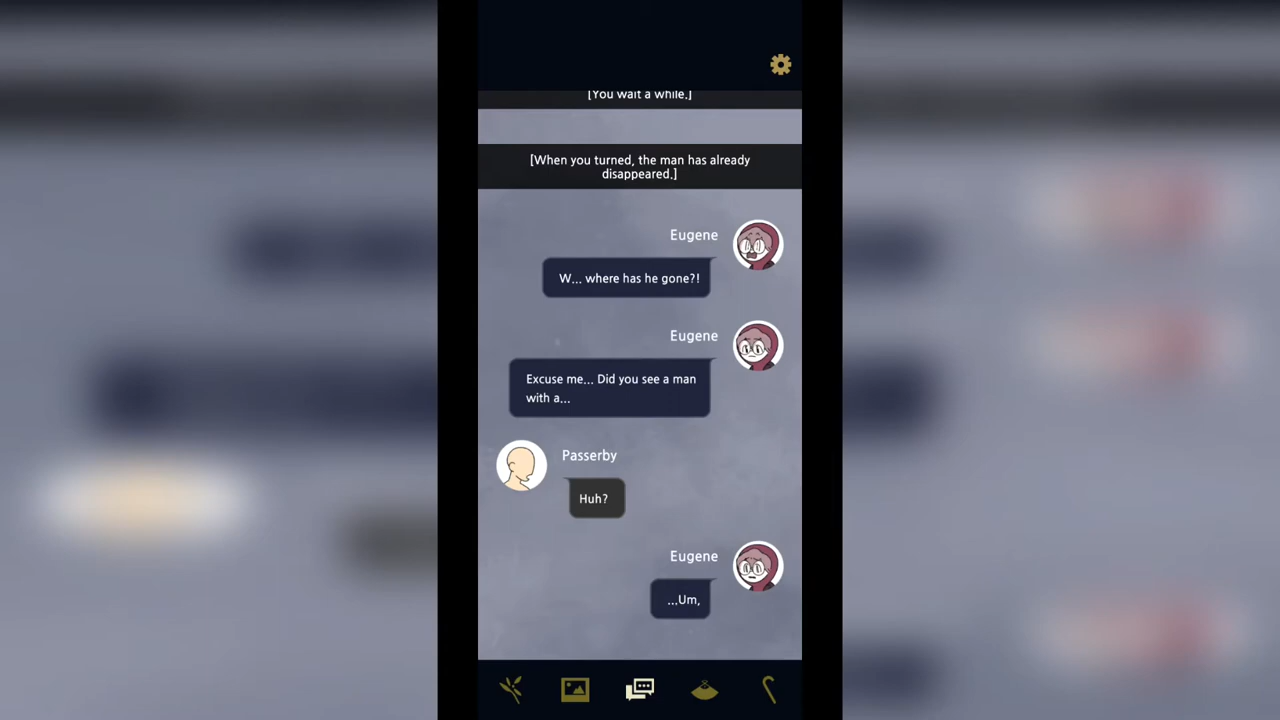 [You wait a while.]
[When you turned, the man has already
disappeared.]
Eugene
W... where has he gone?!
Eugene
Excuse me... Did you see a man
with a...
Passerby
Huh?
Eugene
...Um,